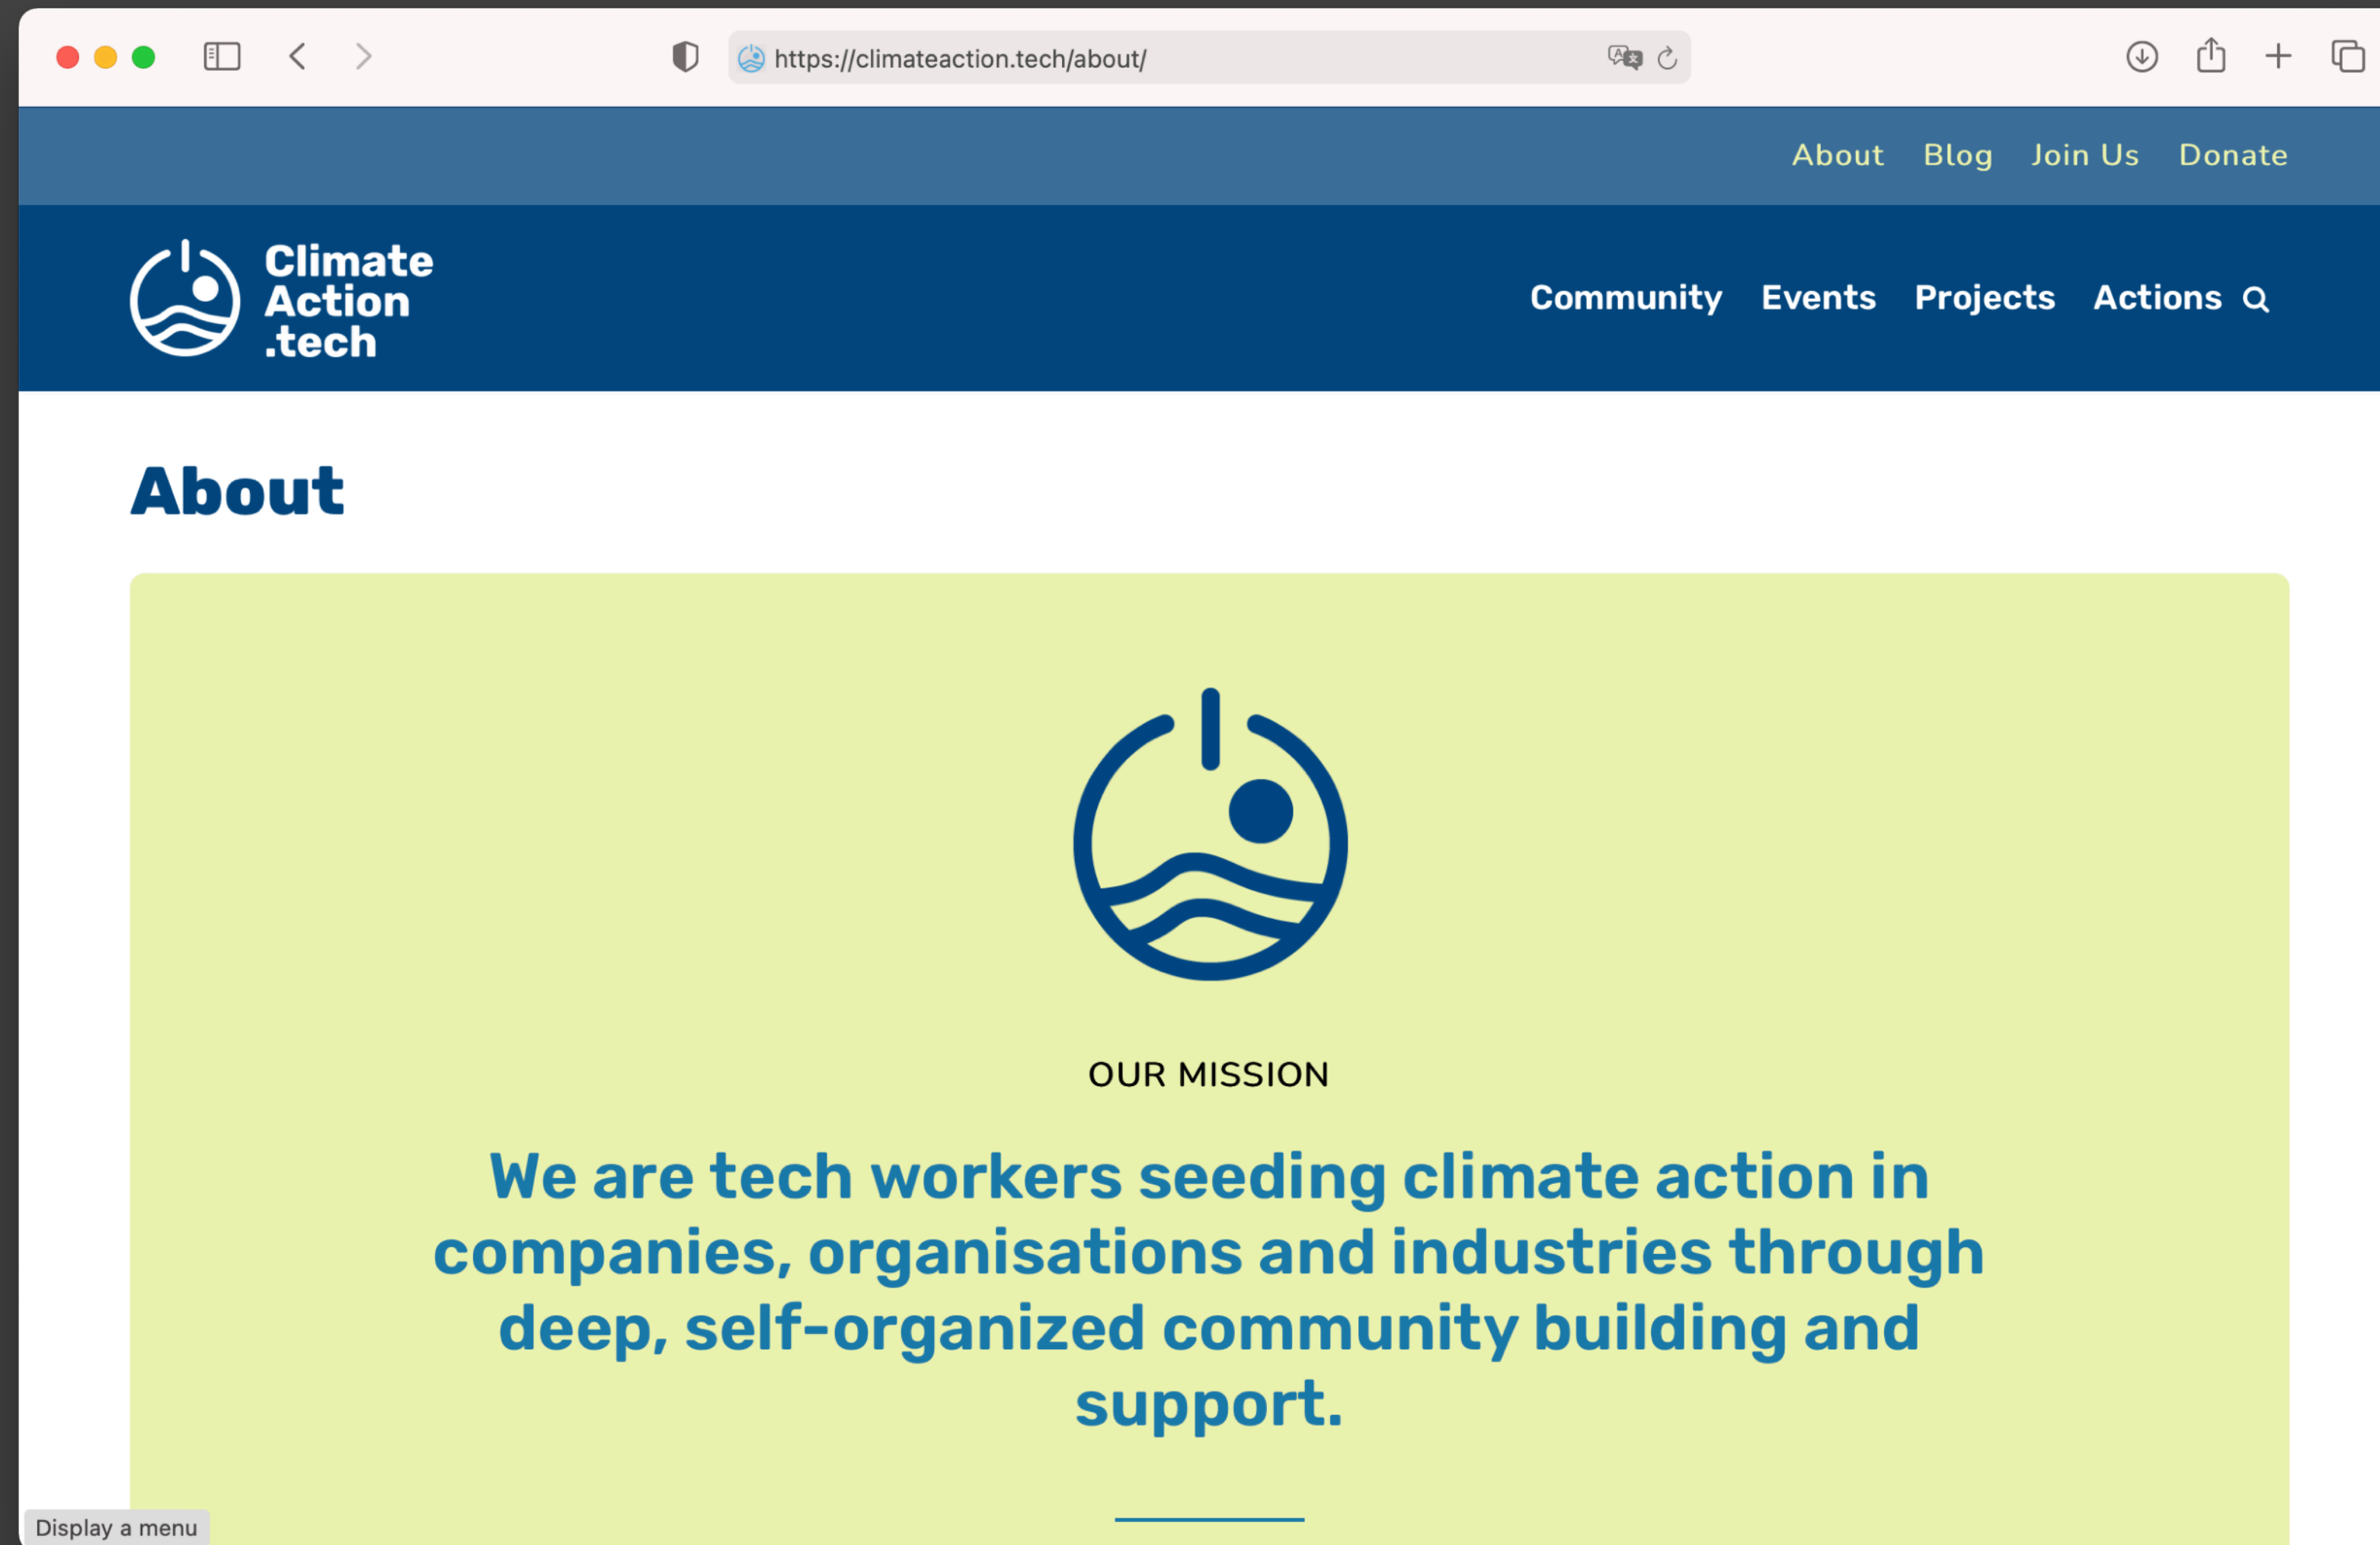 https://climateaction.tech/about/
About Blog Join Us Donate
Climate
Action
.tech
Community Events Projects Actions
About
OUR MISSION
We are tech workers seeding climate action in
companies, organisations and industries through
deep, self-organized community building and
support.
Display a menu